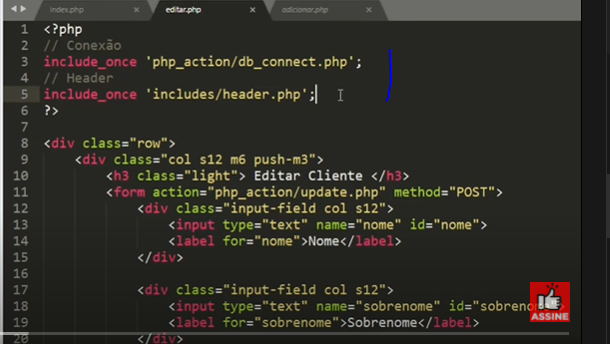 index.php editar.php adicionar.php
1 <?php
2 // Conexão
3 include_once 'php_action/db_connect.php';
4 // Header
5 include_once 'includes/header.php';
6 ?>
7
8 <div class="row">
9 <div class="col s12 m6 push-m3">
10 <h3 class="light"> Editar Cliente </h3>
11 <form action="php_action/update.php" method="POST">
12 <div class="input-field col s12">
13 <input type="text" name="nome" id="nome">
14 <label for="nome">Nome</label>
15 </div>
16
17 <div class="input-field col s12">
18 <input type="text" name="sobrenome" id="sobrenome">
19 <label for="sobrenome">Sobrenome</label>
20 </div>
ASSINE